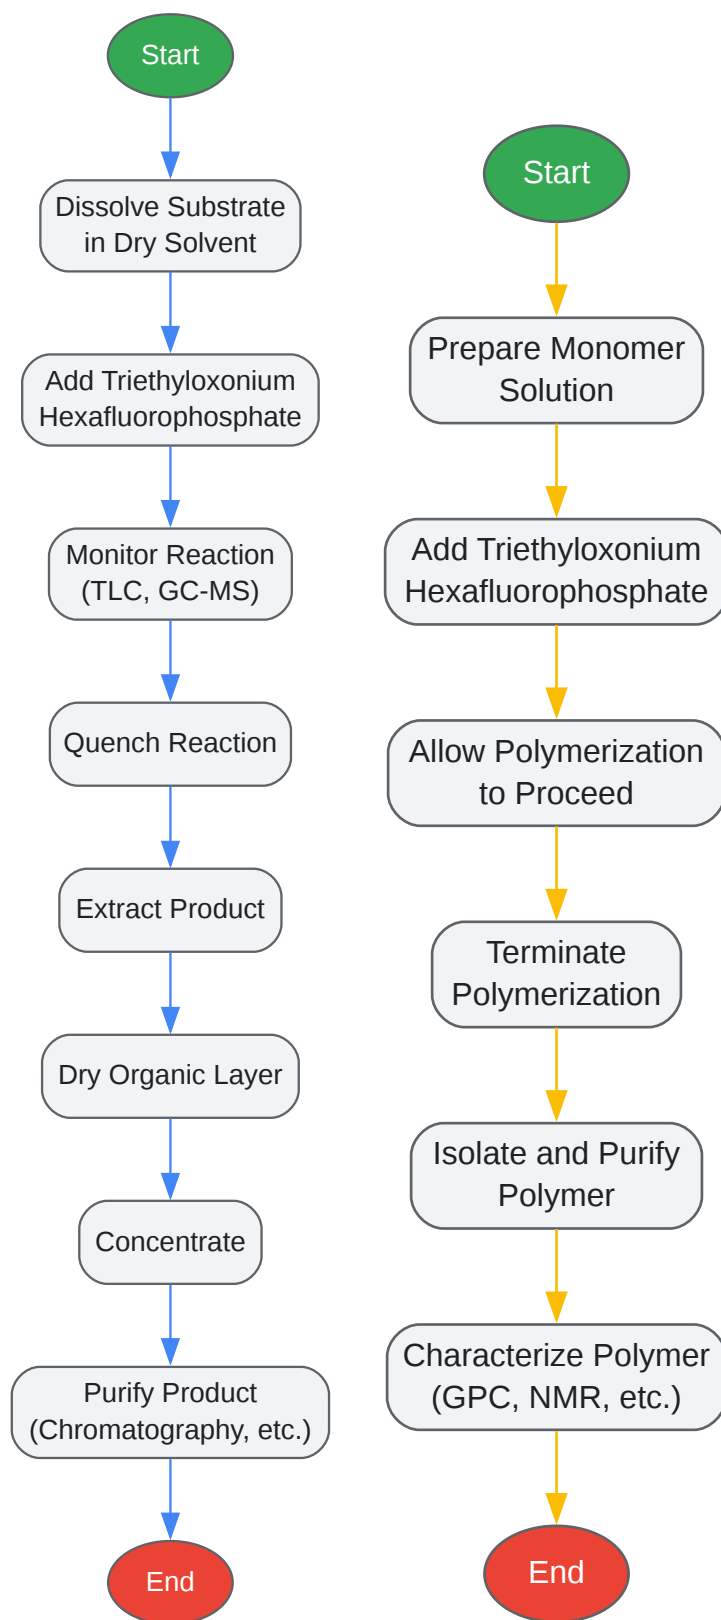 Start
Dissolve Substrate
in Dry Solvent
Add Triethyloxonium
Hexafluorophosphate
Monitor Reaction
(TLC, GC-MS)
Quench Reaction
Extract Product
Dry Organic Layer
Concentrate
Purify Product
(Chromatography, etc.)
End
Start
Prepare Monomer
Solution
Add Triethyloxonium
Hexafluorophosphate
Allow Polymerization
to Proceed
Terminate
Polymerization
Isolate and Purify
Polymer
Characterize Polymer
(GPC, NMR, etc.)
End